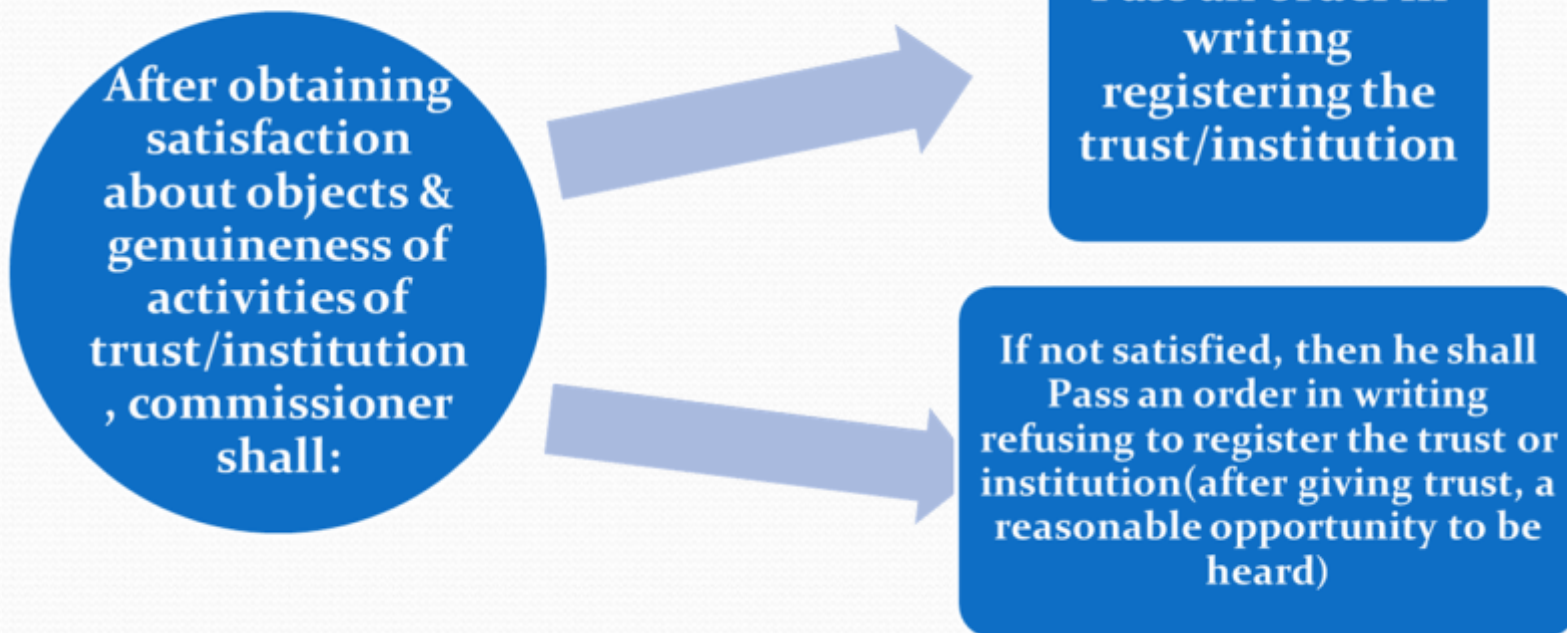 After obtaining
satisfaction
about objects &
genuineness of
activities of
trust/institution
, commissioner
shall:
writing
registering the
trust/institution
If not satisfied, then he shall
Pass an order in writing
refusing to register the trust or
institution(after giving trust, a
reasonable opportunity to be
heard)